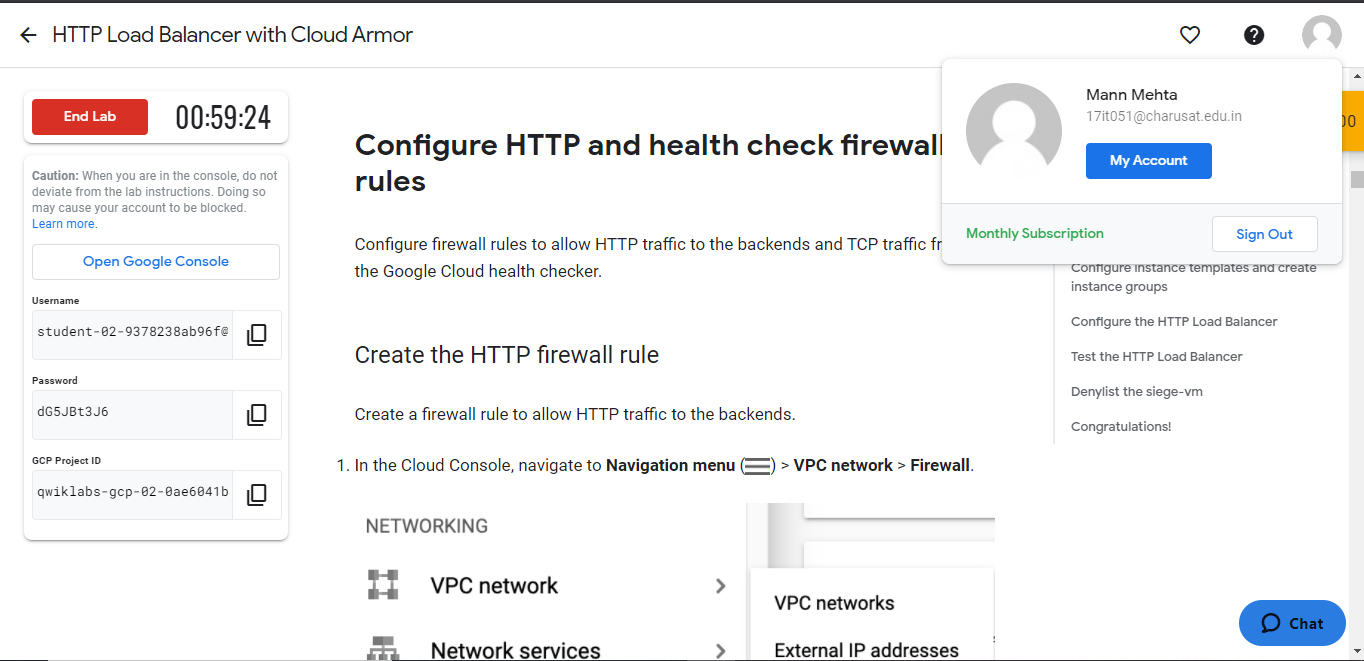 HTTP Load Balancer with Cloud Armor
End Lab
00:59:24
Caution: When you are in the console, do not
deviate from the lab instructions. Doing so
may cause your account to be blocked.
Learn more.
Open Google Console
Username
student-02-9378238ab96f@
Password
dG5JBt3J6
GCP Project ID
qwiklabs-gcp-02-0ae6041b
Configure HTTP and health check firewall
rules
Configure firewall rules to allow HTTP traffic to the backends and TCP traffic fr
the Google Cloud health checker.
Create the HTTP firewall rule
Create a firewall rule to allow HTTP traffic to the backends.
1. In the Cloud Console, navigate to Navigation menu (☰) > VPC network > Firewall.
NETWORKING
VPC network
Network services
VPC networks
External IP addresses
Mann Mehta
17it051@charusat.edu.in
My Account
Monthly Subscription
Sign Out
Configure instance templates and create
instance groups
Configure the HTTP Load Balancer
Test the HTTP Load Balancer
Denylist the siege-vm
Congratulations!
Chat